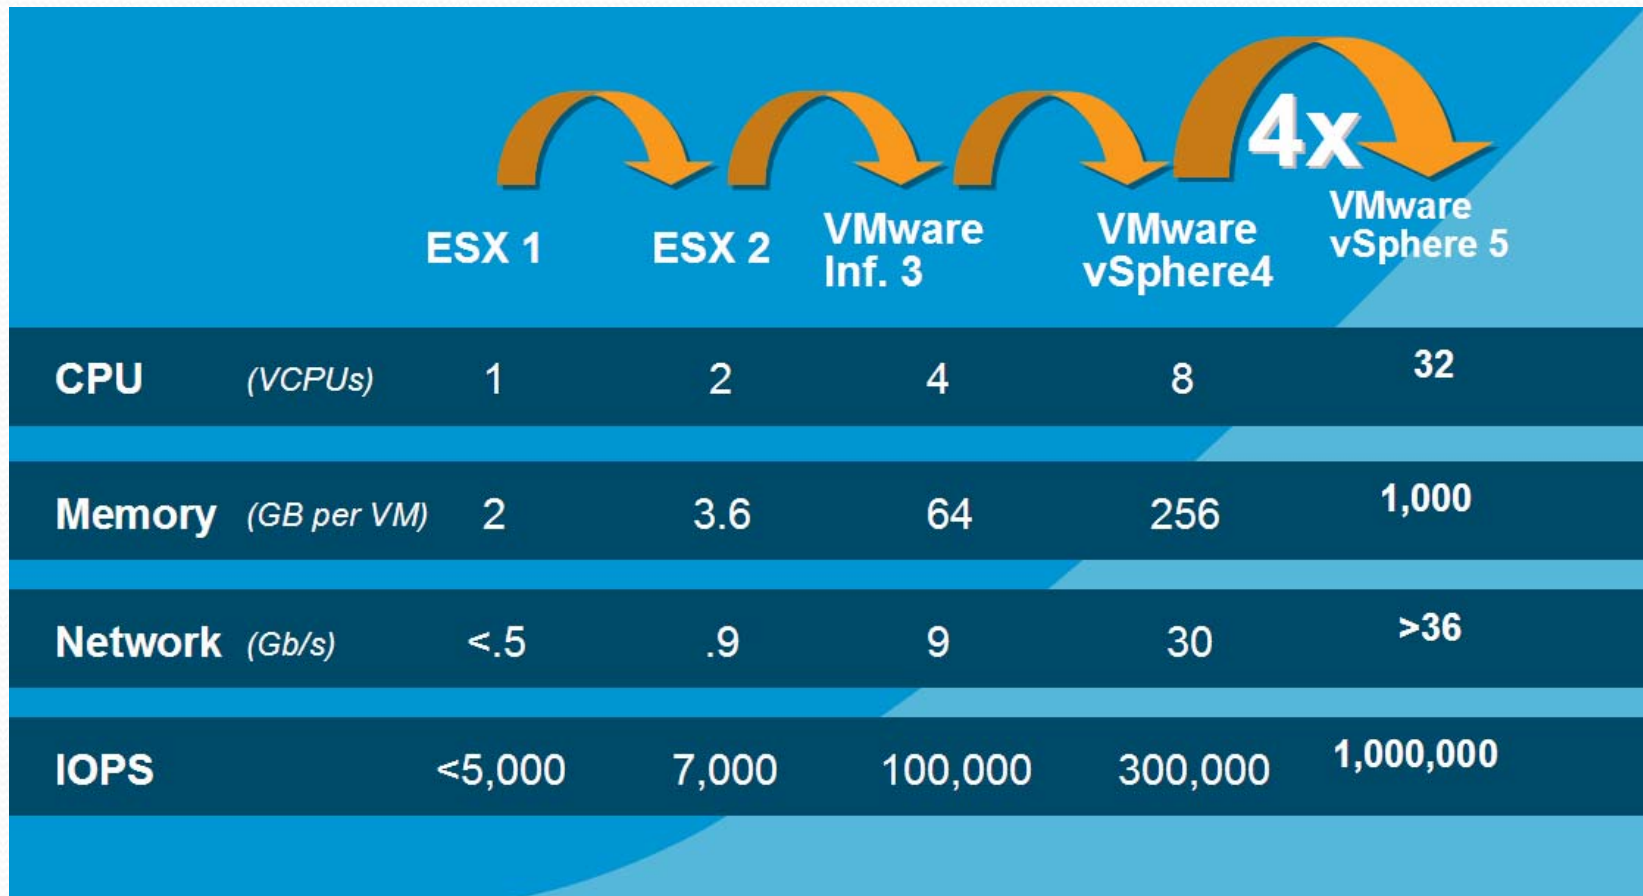 4x
ESX 1 ESX 2 VMware Inf. 3 VMware vSphere4 VMware vSphere 5
CPU (VCPUs) 1 2 4 8 32
Memory (GB per VM) 2 3.6 64 256 1,000
Network (Gb/s) <.5 .9 9 30 >36
IOPS <5,000 7,000 100,000 300,000 1,000,000